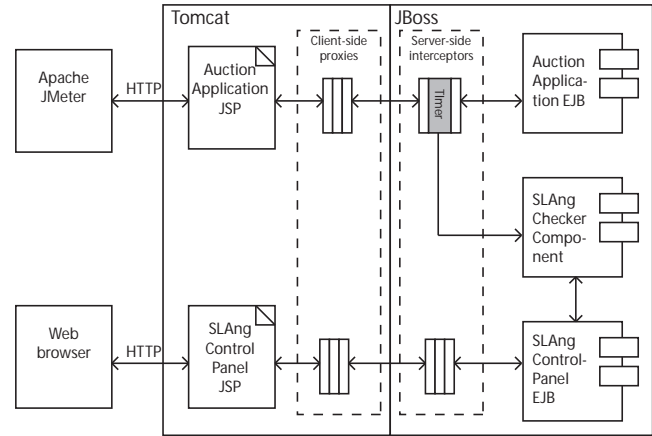 Tomcat
JBoss
Client-side
proxies
Server-side
interceptors
Apache
JMeter
HTTP
Auction
Application
JSP
TImer
Auction
Applica-
tion EJB
SLAng
Checker
Compo-
nent
Web
browser
HTTP
SLAng
Control
Panel
JSP
SLAng
Control-
Panel
EJB